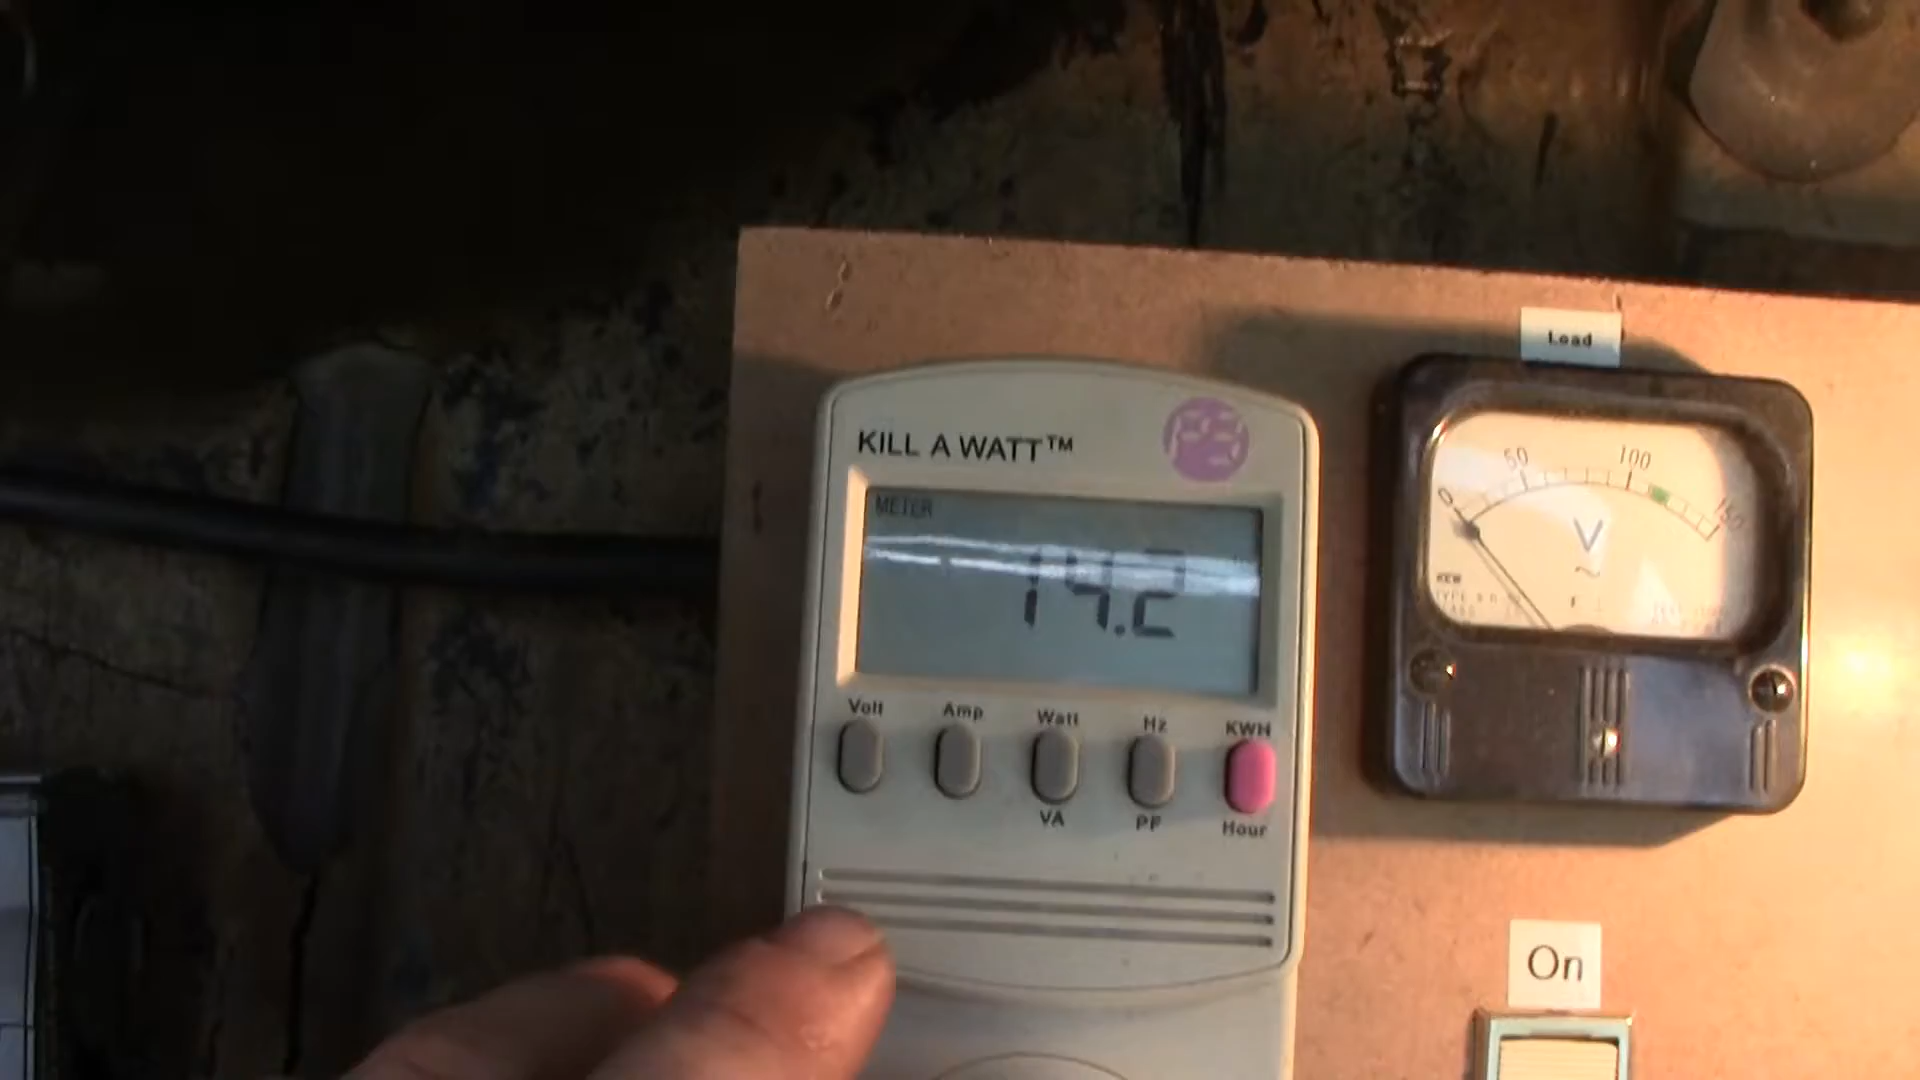 Load
KILL A WATT™
P3
METER
14.2
0 50 100 150
V
Volt Amp Watt Hz KWH
VA PF Hour
On